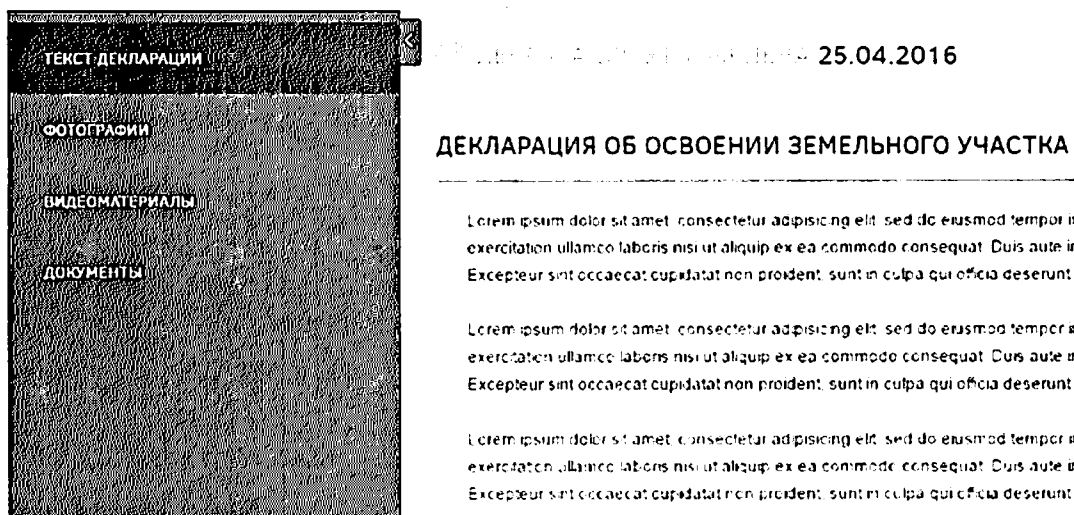 ТЕКСТ ДЕКЛАРАЦИИ
ФОТОГРАФИИ
ВИДЕОМАТЕРИАЛЫ
ДОКУМЕНТЫ
25.04.2016
ДЕКЛАРАЦИЯ ОБ ОСВОЕНИИ ЗЕМЕЛЬНОГО УЧАСТКА
Lorem ipsum dolor sit amet, consectetur adipisicing elit, sed do eiusmod tempor
exercitation ullamco laboris nisi ut aliquip ex ea commodo consequat. Duis aute
Excepteur sint occaecat cupidatat non proident, sunt in culpa qui officia deserunt
Lorem ipsum dolor sit amet, consectetur adipisicing elit, sed do eiusmod tempor
exercitation ullamco laboris nisi ut aliquip ex ea commodo consequat. Duis aute
Excepteur sint occaecat cupidatat non proident, sunt in culpa qui officia deserunt
Lorem ipsum dolor sit amet, consectetur adipisicing elit, sed do eiusmod tempor
exercitation ullamco laboris nisi ut aliquip ex ea commodo consequat. Duis aute
Excepteur sint occaecat cupidatat non proident, sunt in culpa qui officia deserunt